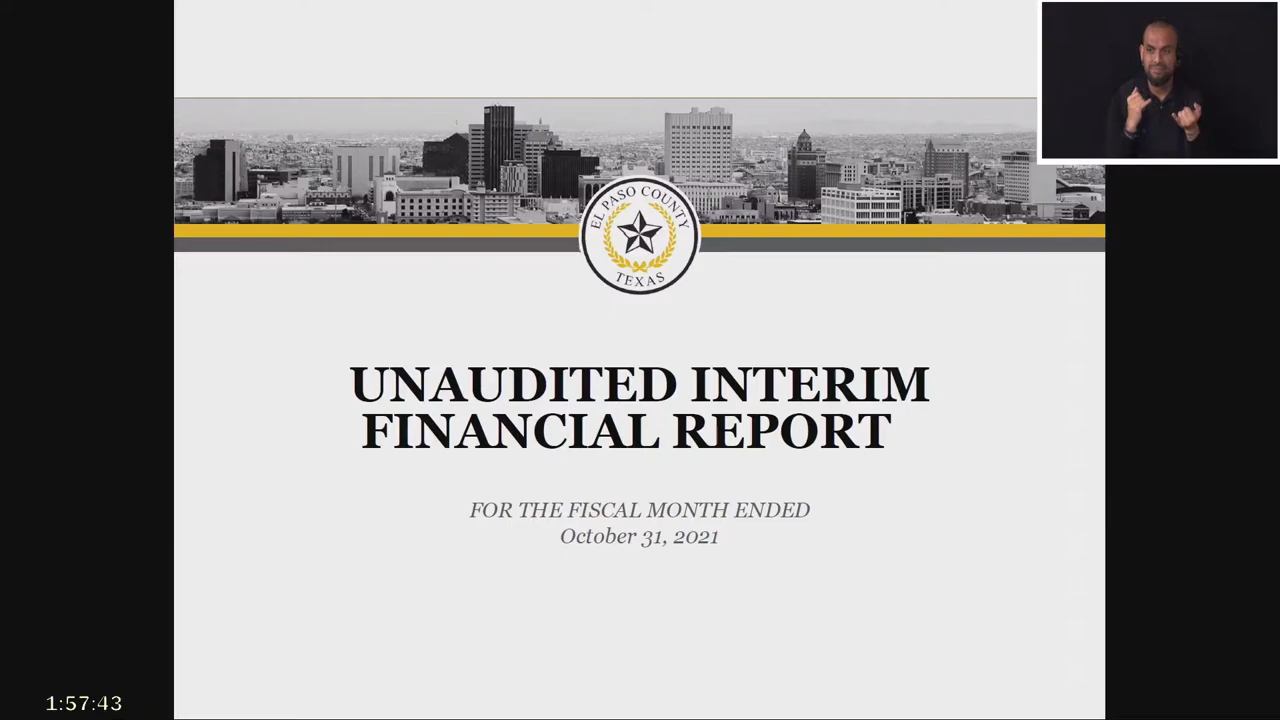 EL PASO COUNTY
TEXAS
UNAUDITED INTERIM
FINANCIAL REPORT
FOR THE FISCAL MONTH ENDED
October 31, 2021
1:57:43